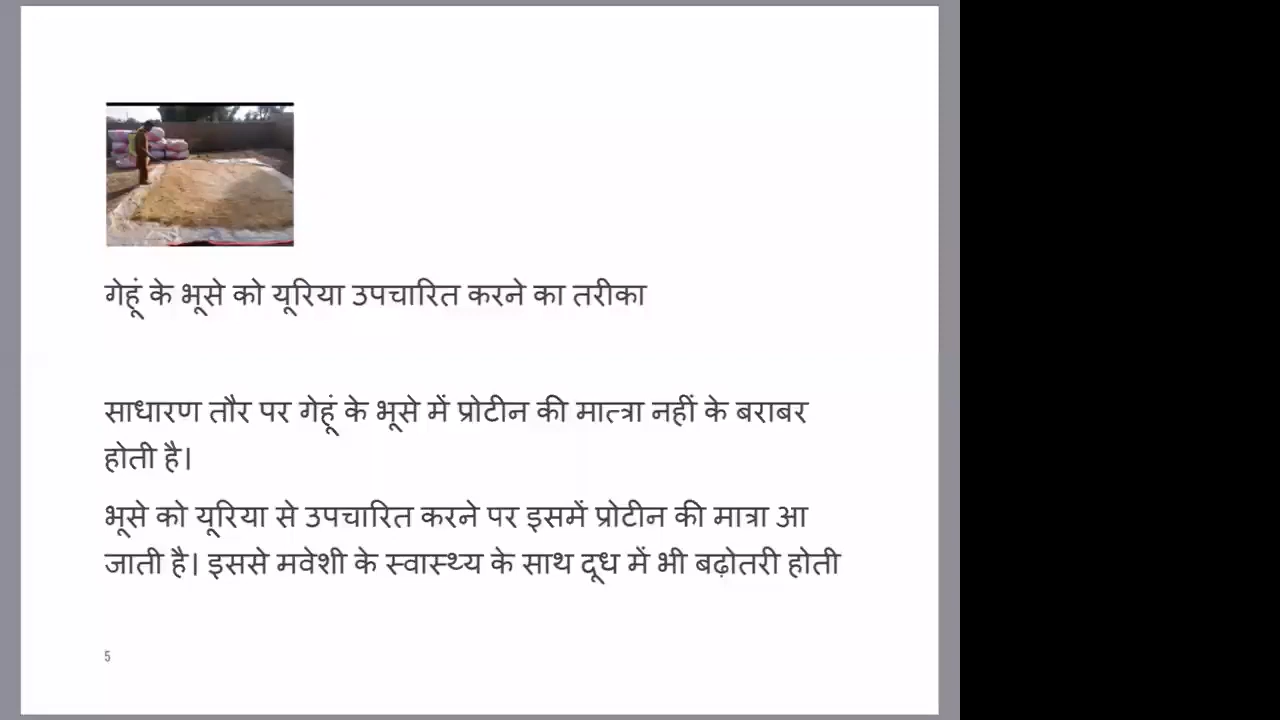 गेहूं के भूसे को यूरिया उपचारित करने का तरीका
साधारण तौर पर गेहूं के भूसे में प्रोटीन की मात्त्रा नहीं के बराबर
होती है।
भूसे को यूरिया से उपचारित करने पर इसमें प्रोटीन की मात्रा आ
जाती है। इससे मवेशी के स्वास्थ्य के साथ दूध में भी बढ़ोतरी होती
5